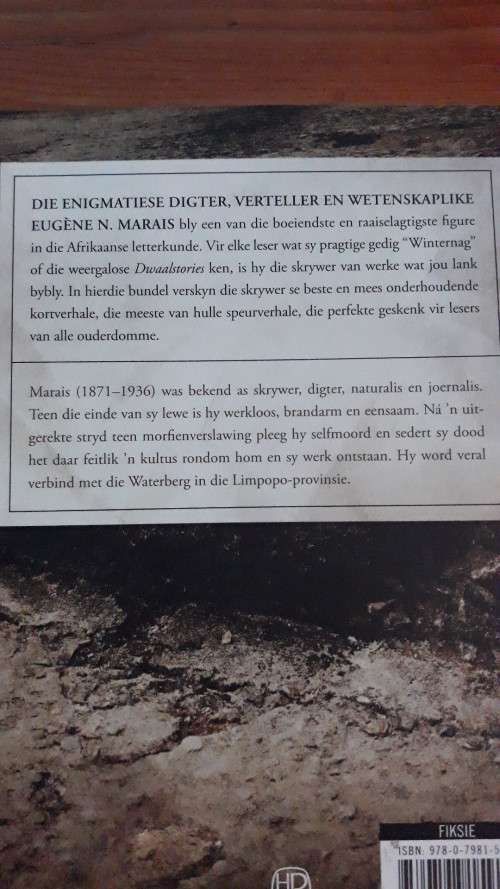 DIE ENIGMATIESE DIGTER, VERTELLER EN WETENSKAPLIKE
EUGÈNE N. MARAIS bly een van die boeiendste en raaiselagtigste figure
in die Afrikaanse letterkunde. Vir elke leser wat sy pragtige gedig “Winternag”
of die weergalose Dwaalstories ken, is hy die skrywer van werke wat jou lank
bybly. In hierdie bundel verskyn die skrywer se beste en mees onderhoudende
kortverhale, die meeste van hulle speurverhale, die perfekte geskenk vir lesers
van alle ouderdomme.
Marais (1871–1936) was bekend as skrywer, digter, naturalis en joernalis.
Teen die einde van sy lewe is hy werkloos, brandarm en eensaam. Ná 'n uit-
gerekte stryd teen morfienverslawing pleeg hy selfmoord en sedert sy dood
het daar feitlik 'n kultus rondom hom en sy werk ontstaan. Hy word veral
verbind met die Waterberg in die Limpopo-provinsie.
FIKSIE
ISBN: 978-0-7981-5